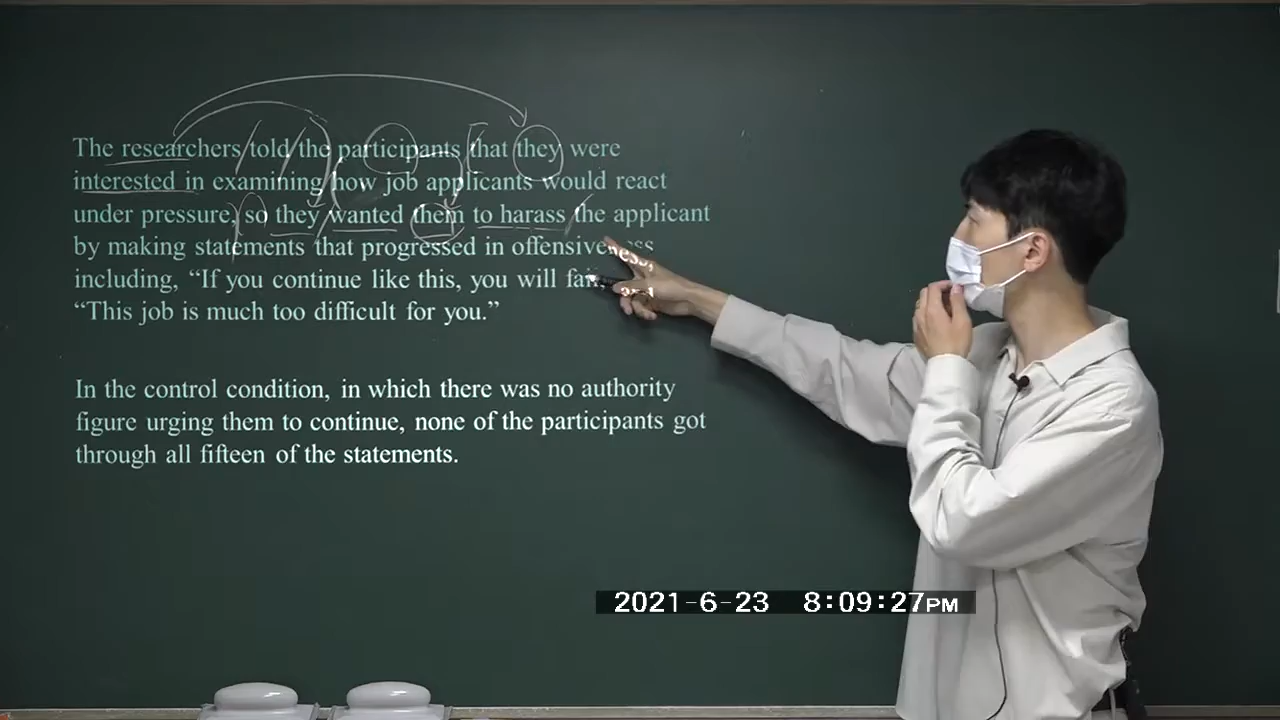 The researchers told the participants that they were
interested in examining how job applicants would react
under pressure, so they wanted them to harass the applicant
by making statements that progressed in offensiveness,
including, “If you continue like this, you will fail” and
“This job is much too difficult for you.”
In the control condition, in which there was no authority
figure urging them to continue, none of the participants got
through all fifteen of the statements.
2021-6-23 8:09:27PM